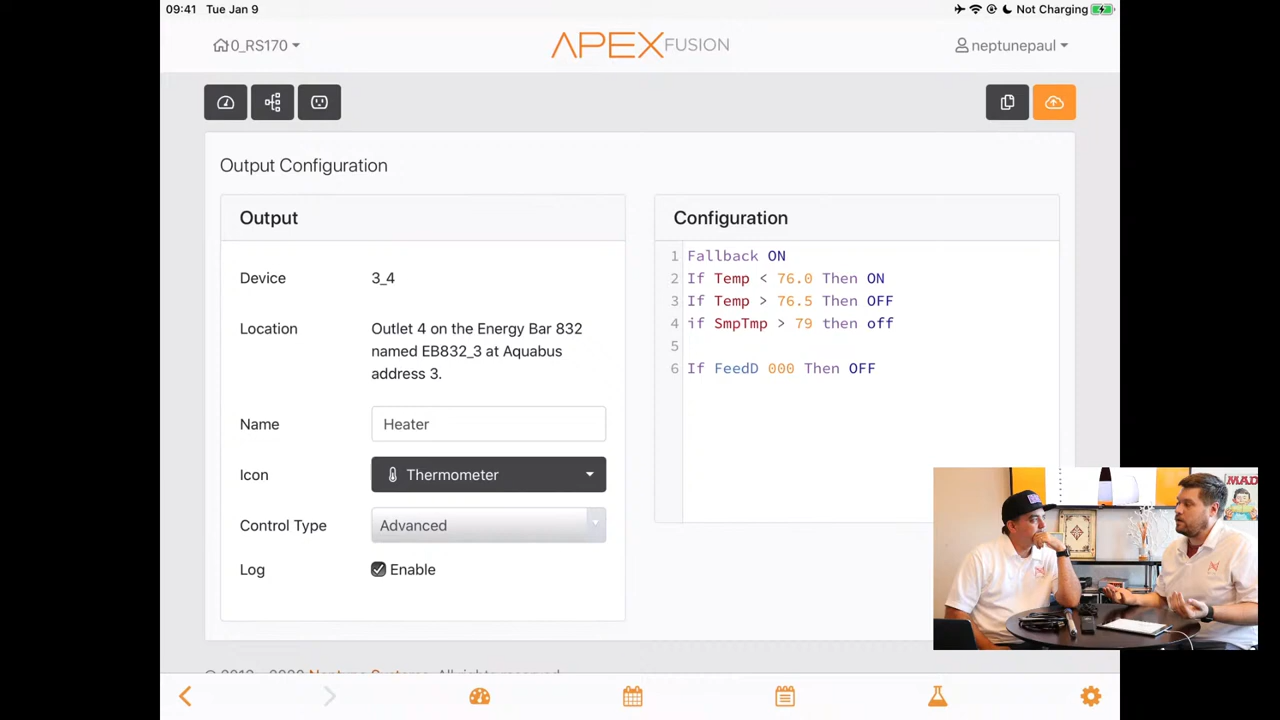 09:41 Tue Jan 9
Not Charging
0_RS170
APEX FUSION
neptunepaul
Output Configuration
Output
Device 3_4
Location Outlet 4 on the Energy Bar 832
named EB832_3 at Aquabus
address 3.
Name Heater
Icon Thermometer
Control Type Advanced
Log Enable
Configuration
1 Fallback ON
2 If Temp < 76.0 Then ON
3 If Temp > 76.5 Then OFF
4 if SmpTmp > 79 then off
5
6 If FeedD 000 Then OFF
MAD